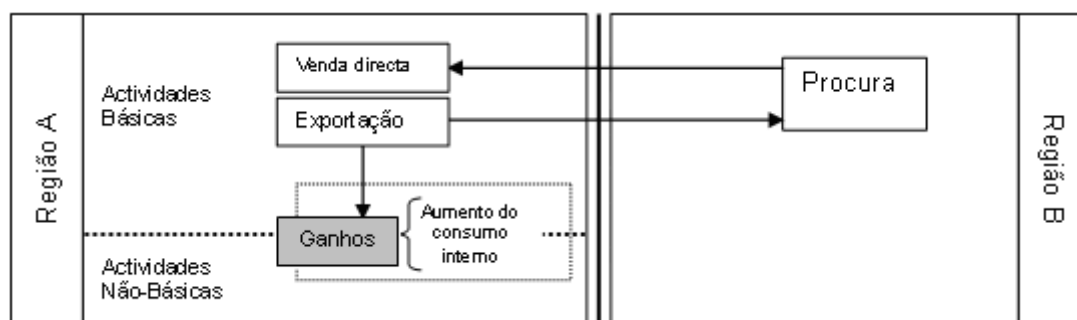 Região A
Actividades
Básicas
Venda directa
Exportação
Procura
Região B
Ganhos
Aumento do
consumo
interno
Actividades
Não-Básicas